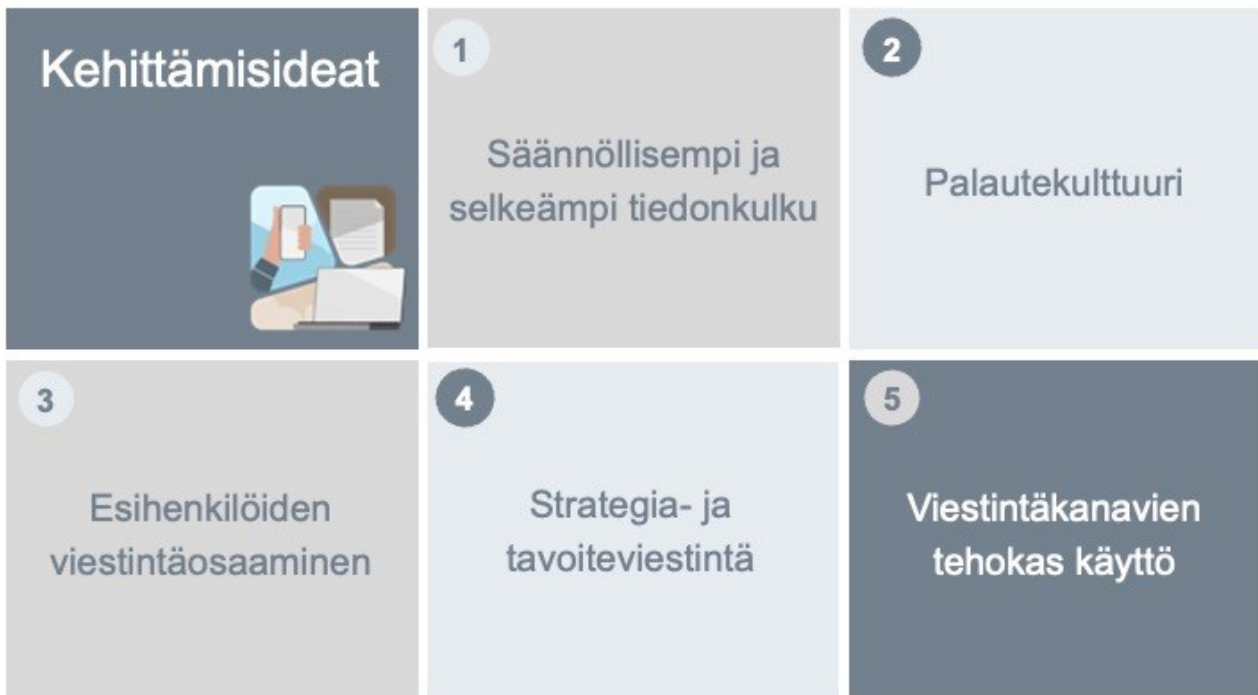 Kehittämisideat
1
Säännöllisempi ja
selkeämpi tiedonkulku
2
Palautekulttuuri
3
Esihenkilöiden
viestintäosaaminen
4
Strategia- ja
tavoiteviestintä
5
Viestintäkanavien
tehokas käyttö